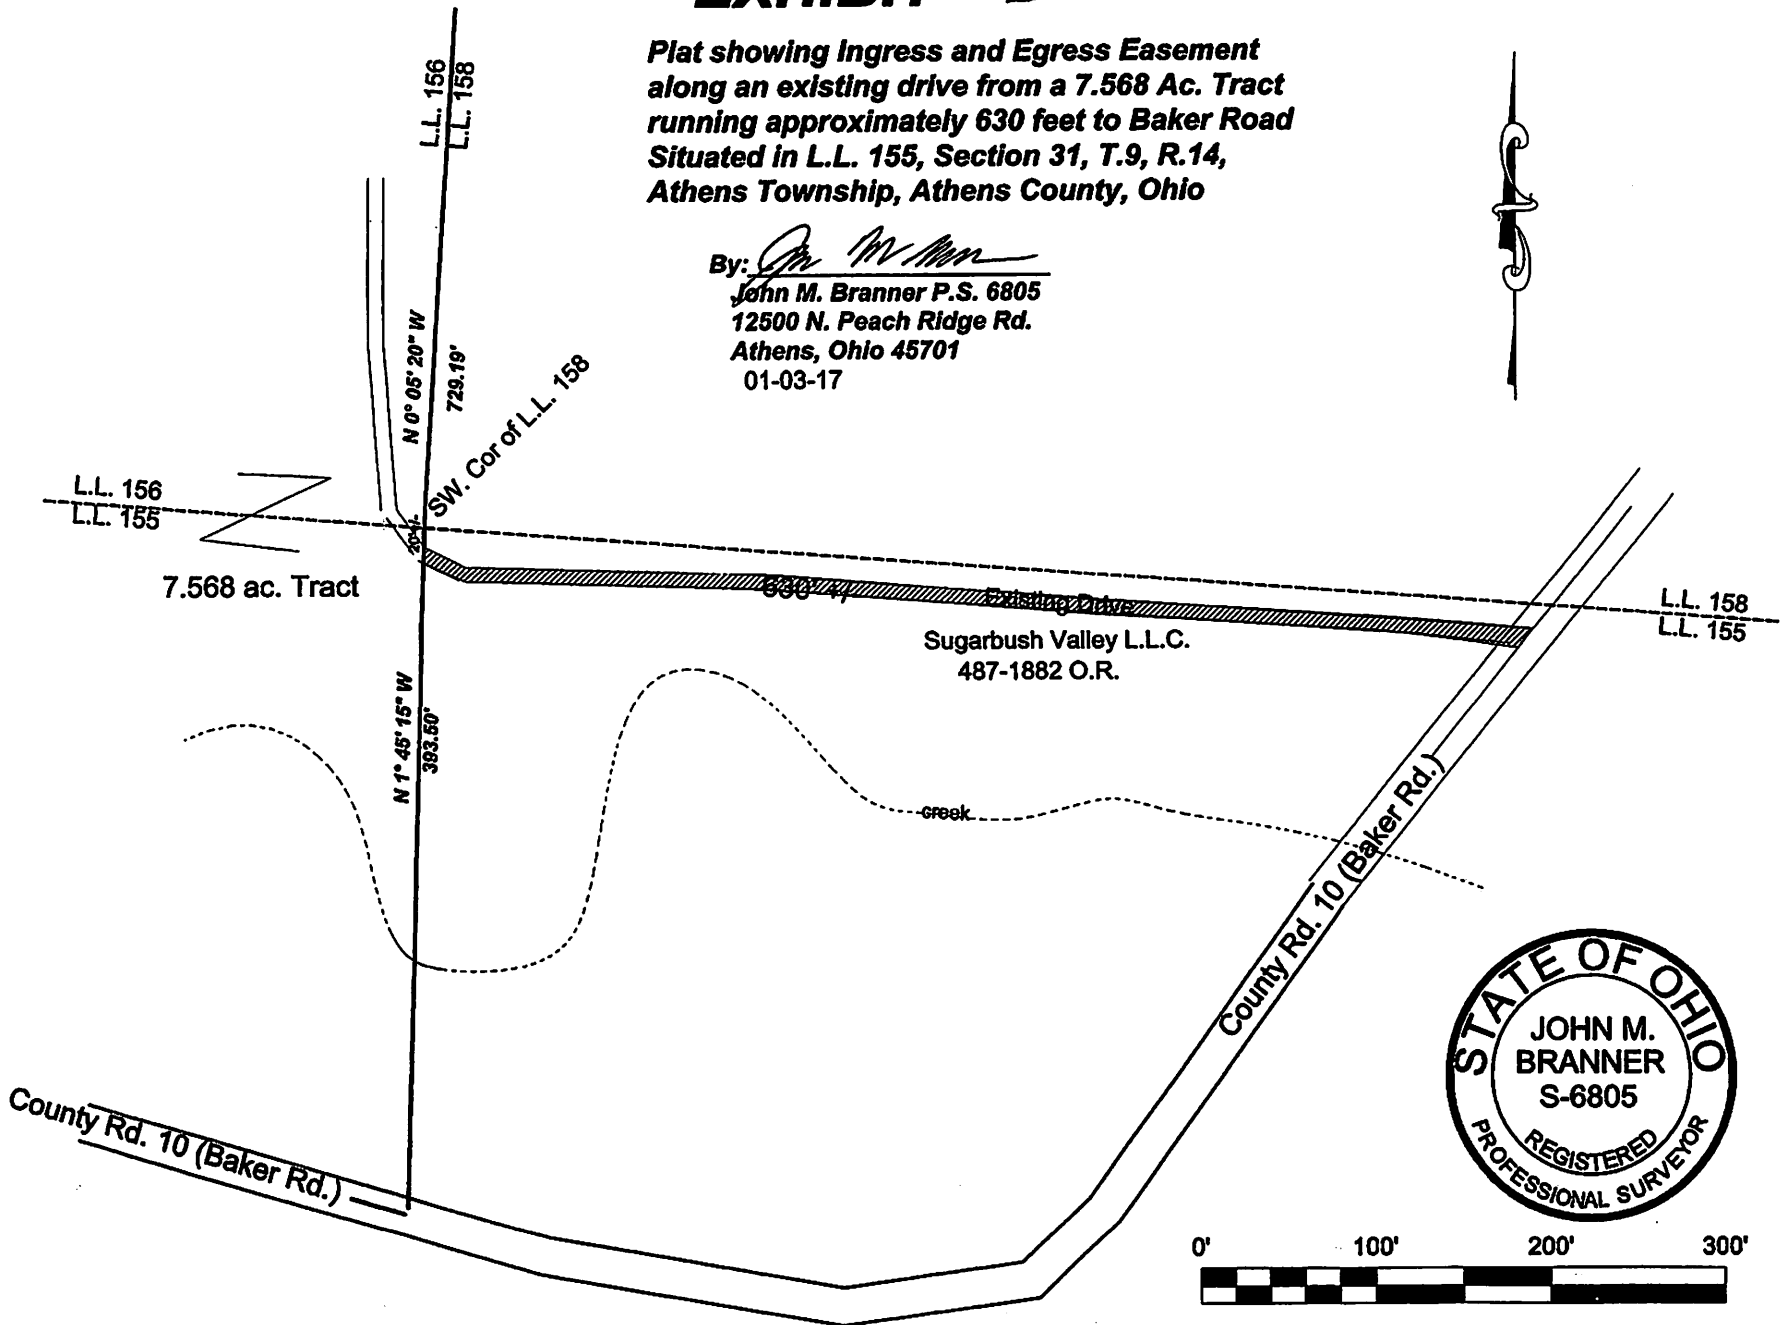 EXHIBIT
Plat showing Ingress and Egress Easement
along an existing drive from a 7.568 Ac. Tract
running approximately 630 feet to Baker Road
Situated in L.L. 155, Section 31, T.9, R.14,
Athens Township, Athens County, Ohio
By:
John M. Branner P.S. 6805
12500 N. Peach Ridge Rd.
Athens, Ohio 45701
01-03-17
L.L. 156
L.L. 158
N 0° 05' 20" W
729.19'
SW. Cor of L.L. 158
L.L. 156
L.L. 155
20'+/-
7.568 ac. Tract
630' +/-
Existing Drive
Sugarbush Valley L.L.C.
487-1882 O.R.
L.L. 158
L.L. 155
N 1° 45' 15" W
393.50'
creek
County Rd. 10 (Baker Rd.)
County Rd. 10 (Baker Rd.)
STATE OF OHIO
JOHN M.
BRANNER
S-6805
REGISTERED
PROFESSIONAL SURVEYOR
0' 100' 200' 300'